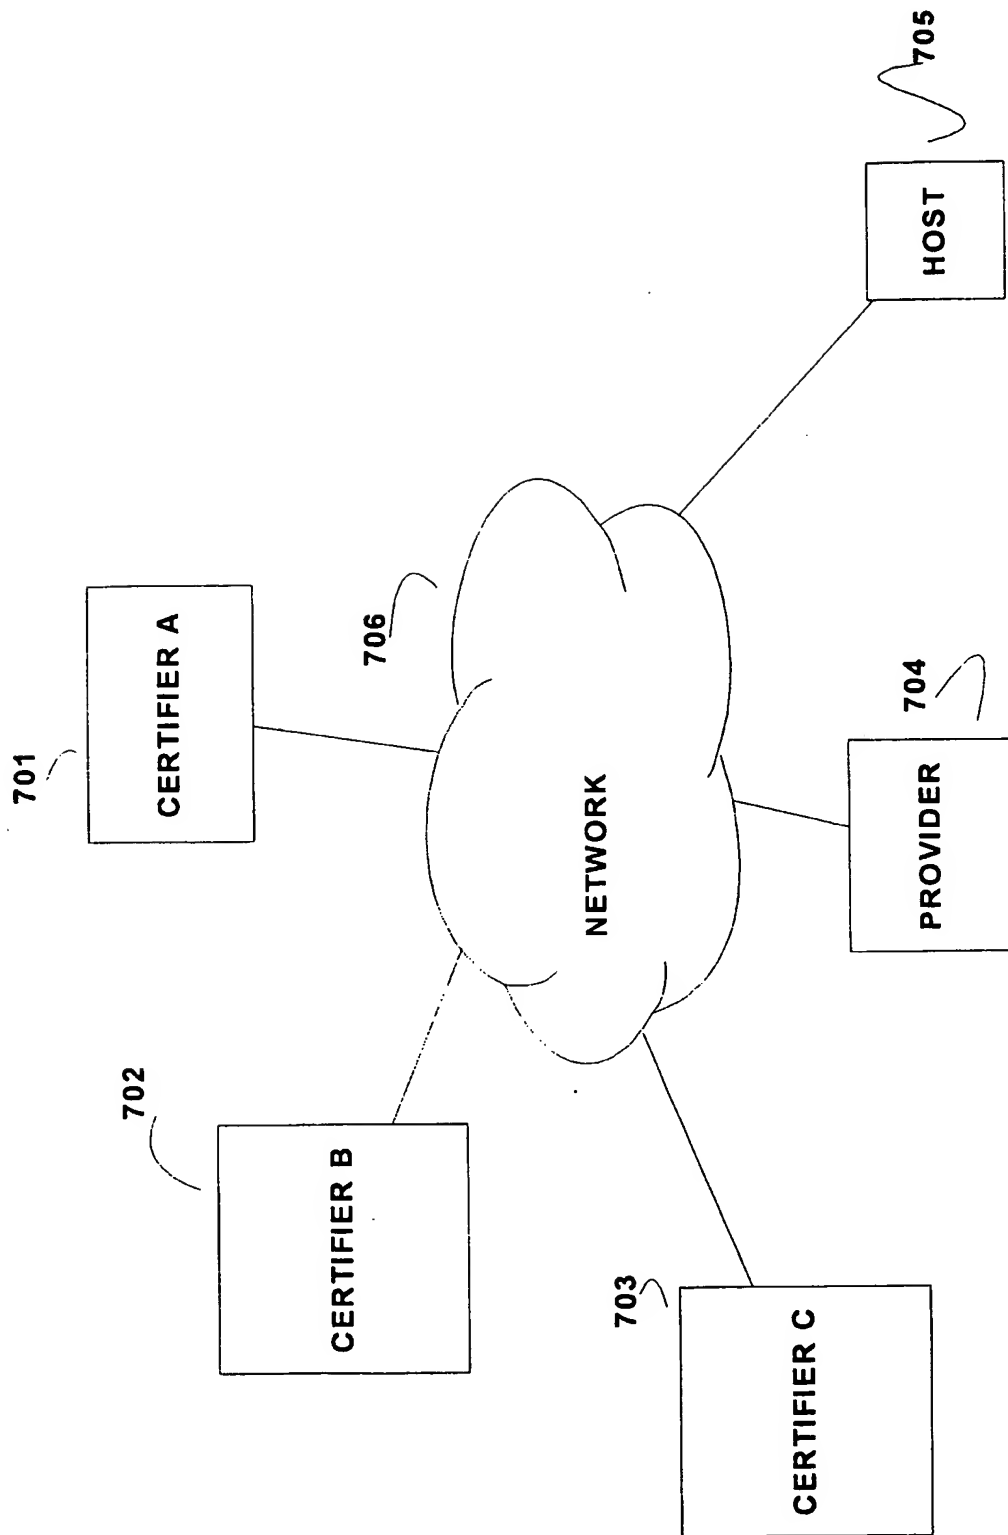 701
CERTIFIER A
702
CERTIFIER B
706
NETWORK
703
CERTIFIER C
704
PROVIDER
705
HOST